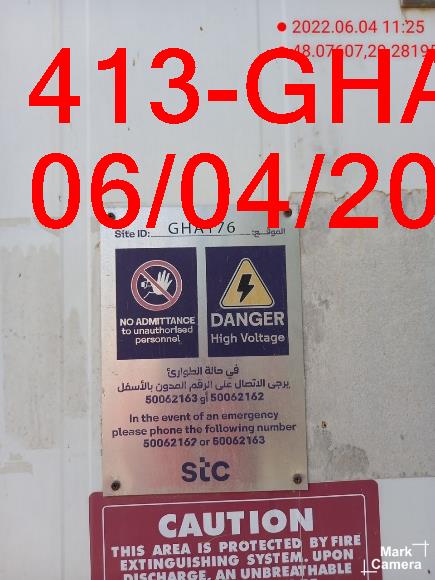 2022.06.04 11:25
48.07607,29.28195
413-GHA
06/04/20
Site ID: GHA176 الموقع:
NO ADMITTANCE
to unauthorised
personnel
DANGER
High Voltage
في حالة الطوارئ
يرجى الاتصال على الرقم المدون بالأسفل
50062162 أو 50062163
In the event of an emergency
please phone the following number
50062162 or 50062163
stc
CAUTION
THIS AREA IS PROTECTED BY FIRE
EXTINGUISHING SYSTEM. UPON
DISCHARGE, AN UNBREATHABLE
Mark
Camera